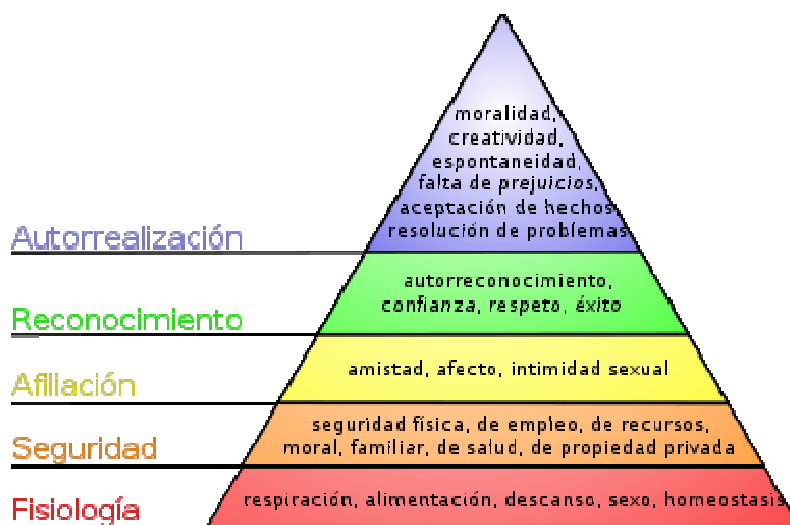 moralidad,
creatividad,
espontaneidad,
falta de prejuicios,
aceptación de hechos,
resolución de problemas
Autorrealización
autorreconocimiento,
confianza, respeto, éxito
Reconocimiento
amistad, afecto, intimidad sexual
Afiliación
seguridad física, de empleo, de recursos,
moral, familiar, de salud, de propiedad privada
Seguridad
respiración, alimentación, descanso, sexo, homeostasis
Fisiología